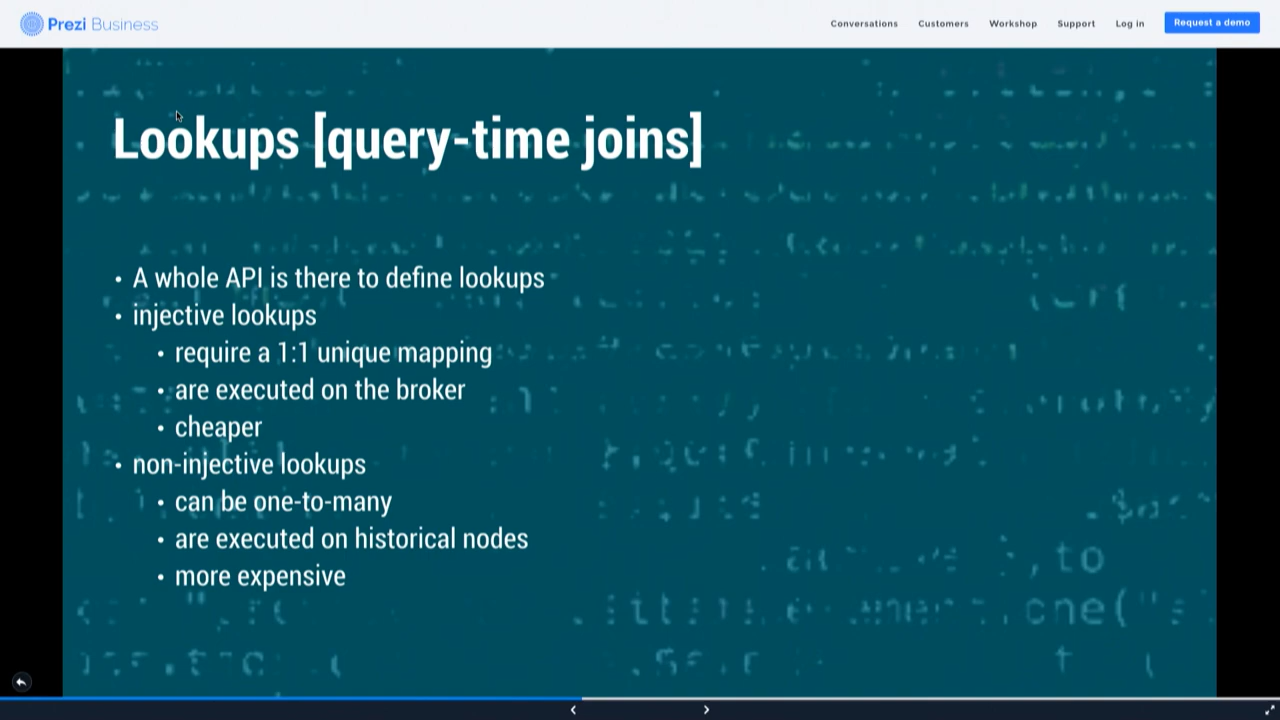 Prezi Business
Conversations Customers Workshop Support Log in Request a demo
Lookups [query-time joins]
• A whole API is there to define lookups
• injective lookups
• require a 1:1 unique mapping
• are executed on the broker
• cheaper
• non-injective lookups
• can be one-to-many
• are executed on historical nodes
• more expensive